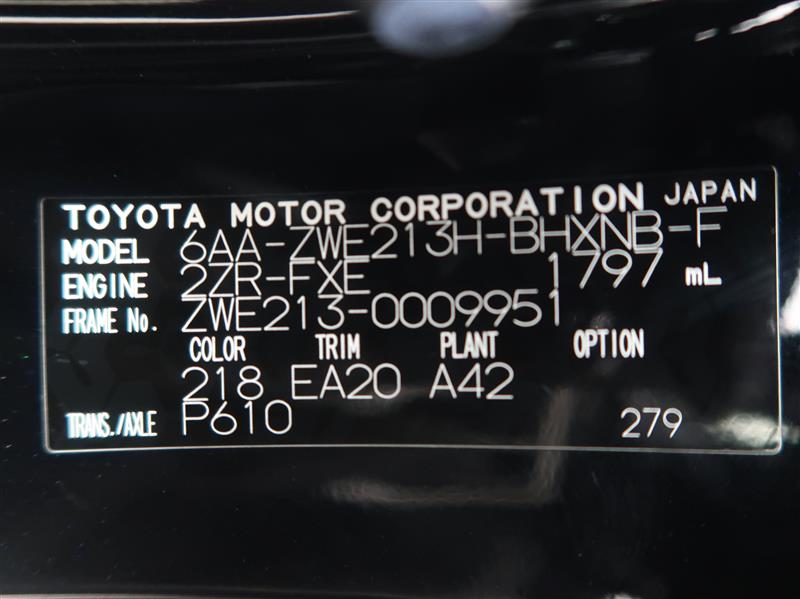 TOYOTA MOTOR CORPORATION JAPAN
MODEL 6AA-ZWE213H-BHXNB-F
ENGINE 2ZR-FXE 1797 mL
FRAME No. ZWE213-0009951
COLOR TRIM PLANT OPTION
218 EA20 A42
TRANS./AXLE P610 279